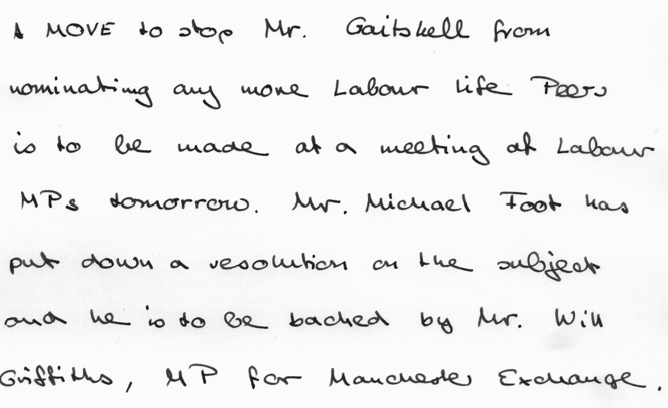 A MOVE to stop Mr. Gaitskell from
nominating any more Labour life Peers
is to be made at a meeting of Labour
MPs tomorrow. Mr. Michael Foot has
put down a resolution on the subject
and he is to be backed by Mr. Will
Griffiths, MP for Manchester Exchange.